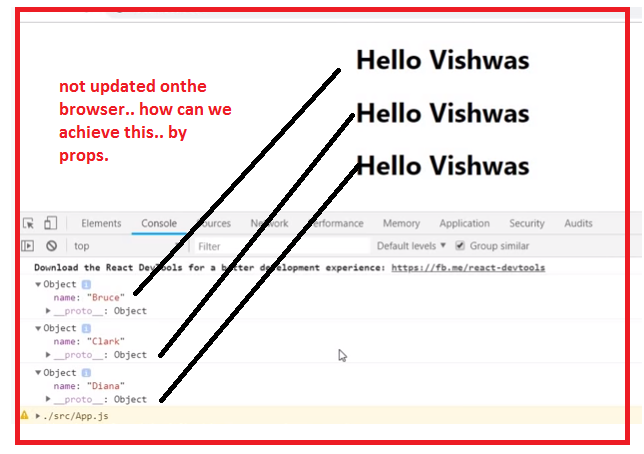 Hello Vishwas
not updated onthe
browser.. how can we
achieve this.. by
props.
Hello Vishwas
Hello Vishwas
Elements Console Sources Network Performance Memory Application Security Audits
top Filter Default levels ▼ Group similar
Download the React DevTools for a better development experience: https://fb.me/react-devtools
▼Object i
name: "Bruce"
▶__proto__: Object
▼Object i
name: "Clark"
▶__proto__: Object
▼Object i
name: "Diana"
▶__proto__: Object
▶./src/App.js